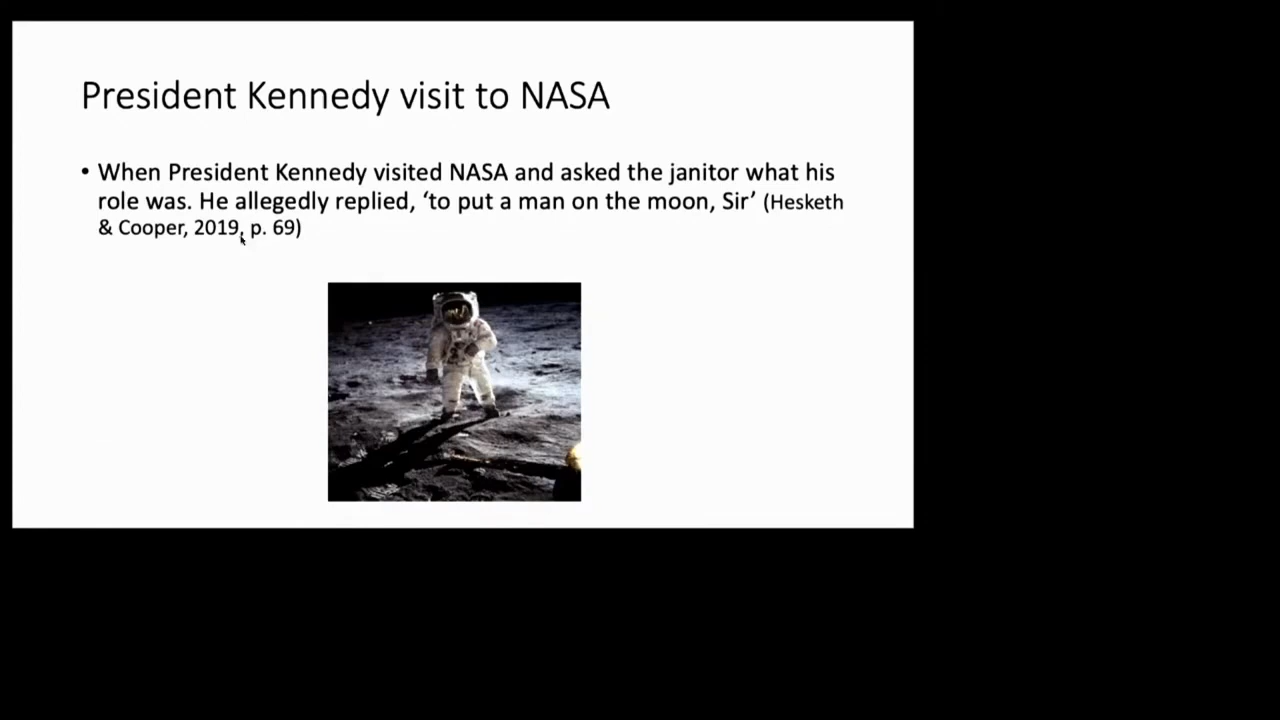 President Kennedy visit to NASA
• When President Kennedy visited NASA and asked the janitor what his
role was. He allegedly replied, ‘to put a man on the moon, Sir’ (Hesketh
& Cooper, 2019, p. 69)